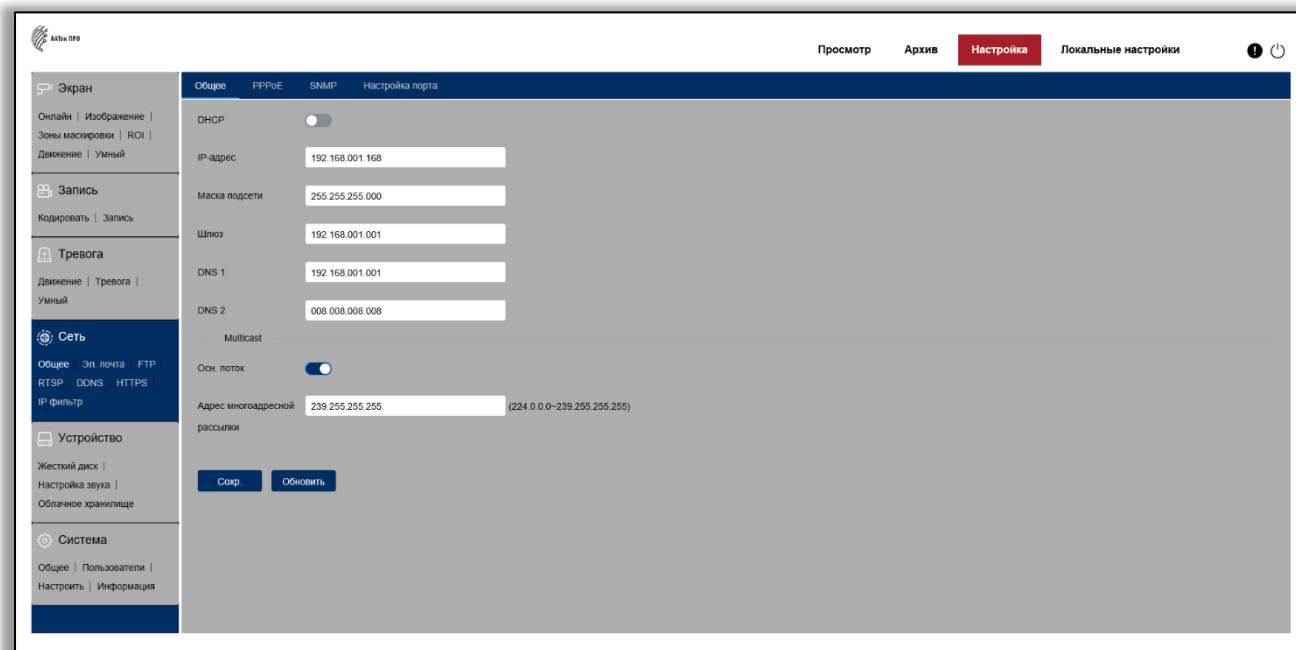 АйТек ПРО
Просмотр Архив Настройка Локальные настройки
Экран
Онлайн | Изображение |
Зоны маскировки | ROI |
Движение | Умный
Запись
Кодировать | Запись
Тревога
Движение | Тревога |
Умный
Сеть
Общее | Эл. почта | FTP |
RTSP | DDNS | HTTPS |
IP фильтр
Устройство
Жесткий диск |
Настройка звука |
Облачное хранилище
Система
Общее | Пользователи |
Настроить | Информация
Общее PPPoE SNMP Настройка порта
DHCP
IP-адрес 192.168.001.168
Маска подсети 255.255.255.000
Шлюз 192.168.001.001
DNS 1 192.168.001.001
DNS 2 008.008.008.008
Multicast
Осн. поток
Адрес многоадресной 239.255.255.255 (224.0.0.0~239.255.255.255)
рассылки
Сохр. Обновить